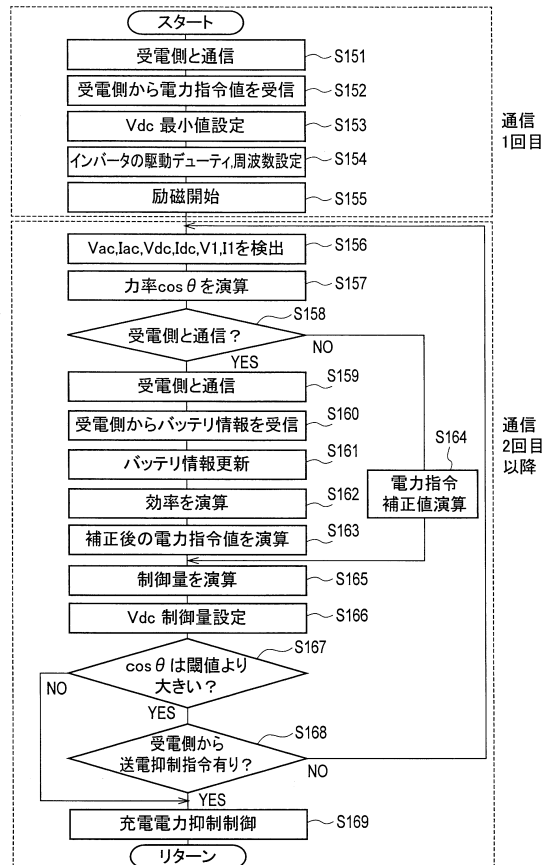 スタート
受電側と通信 S151
受電側から電力指令値を受信 S152
Vdc 最小値設定 S153
インバータの駆動デューティ,周波数設定 S154
励磁開始 S155
通信
1回目
Vac,Iac,Vdc,Idc,V1,I1を検出 S156
力率cosθを演算 S157
S158
受電側と通信?
NO
YES
受電側と通信 S159
受電側からバッテリ情報を受信 S160
バッテリ情報更新 S161
効率を演算 S162
補正後の電力指令値を演算 S163
S164
電力指令
補正値演算
通信
2回目
以降
制御量を演算 S165
Vdc 制御量設定 S166
S167
cosθは閾値より
大きい?
NO
YES
S168
受電側から
送電抑制指令有り?
NO
YES
充電電力抑制制御 S169
リターン